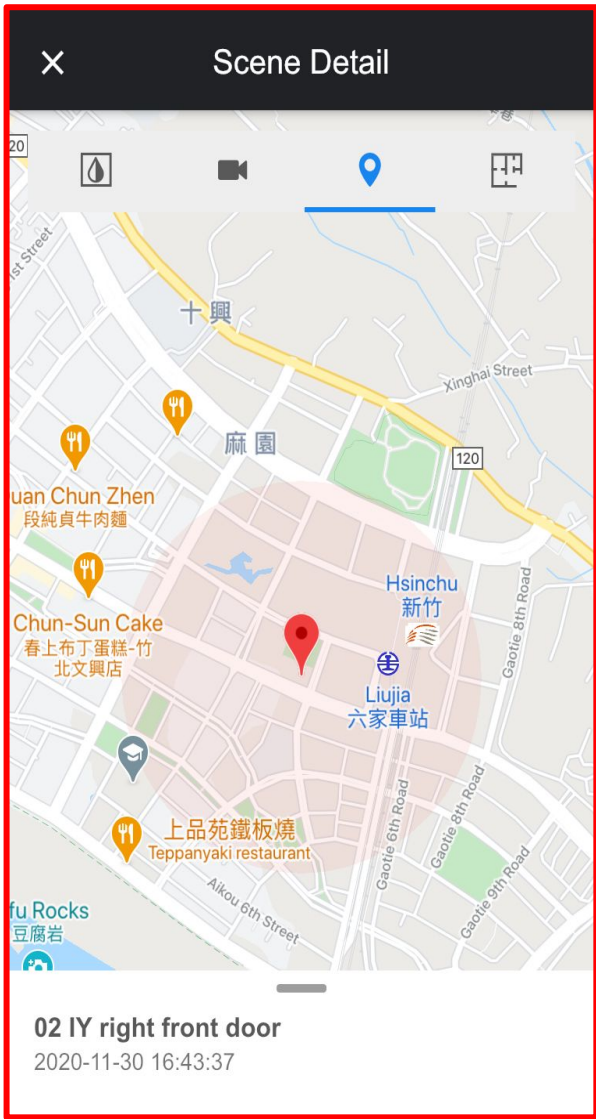 Scene Detail
20
1st Street
十興
Xinghai Street
麻園
120
uan Chun Zhen
段純貞牛肉麵
Hsinchu
新竹
Gaotie 8th Road
Chun-Sun Cake
春上布丁蛋糕-竹
北文興店
Liujia
六家車站
上品苑鐵板燒
Teppanyaki restaurant
Gaotie 6th Road
Gaotie 8th Road
Gaotie 9th Road
Aikou 6th Street
fu Rocks
豆腐岩
02 IY right front door
2020-11-30 16:43:37